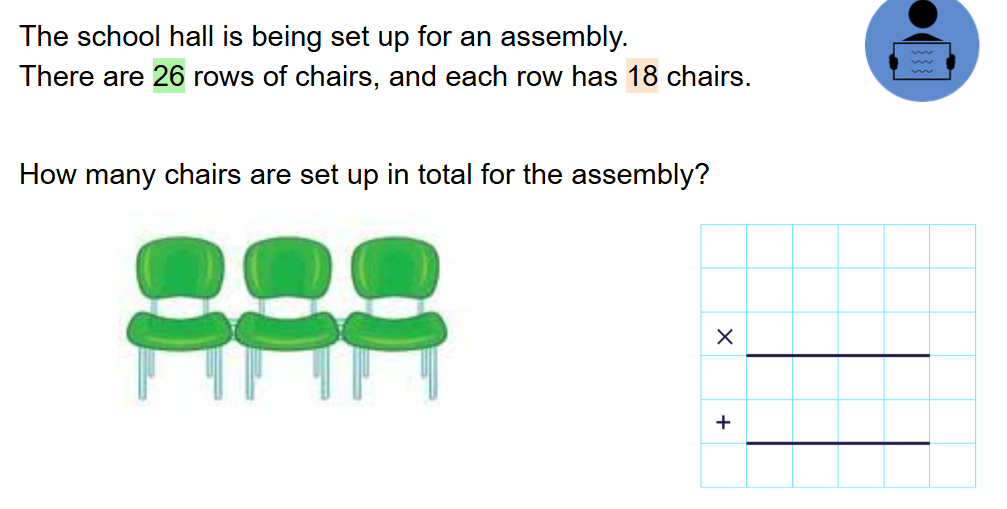 The school hall is being set up for an assembly.
There are 26 rows of chairs, and each row has 18 chairs.
How many chairs are set up in total for the assembly?
×
+